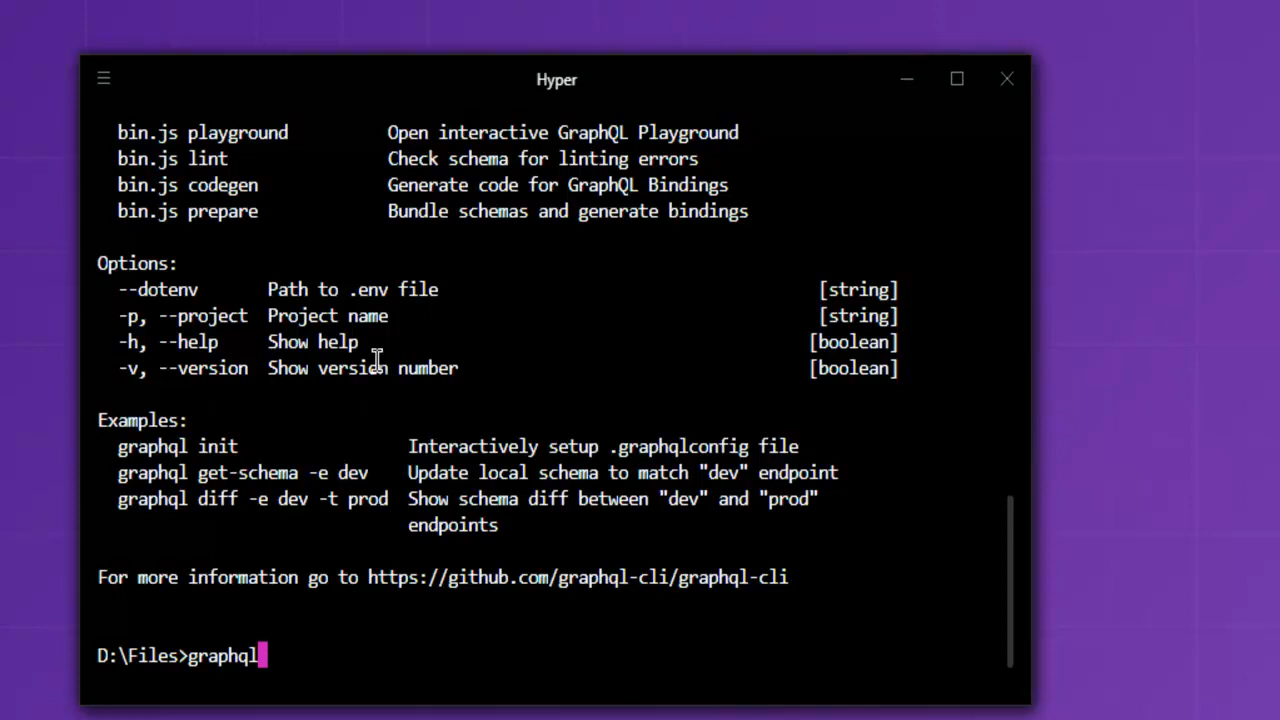 Hyper
bin.js playground Open interactive GraphQL Playground
bin.js lint Check schema for linting errors
bin.js codegen Generate code for GraphQL Bindings
bin.js prepare Bundle schemas and generate bindings
Options:
--dotenv Path to .env file [string]
-p, --project Project name [string]
-h, --help Show help [boolean]
-v, --version Show version number [boolean]
Examples:
graphql init Interactively setup .graphqlconfig file
graphql get-schema -e dev Update local schema to match "dev" endpoint
graphql diff -e dev -t prod Show schema diff between "dev" and "prod"
endpoints
For more information go to https://github.com/graphql-cli/graphql-cli
D:\Files>graphql